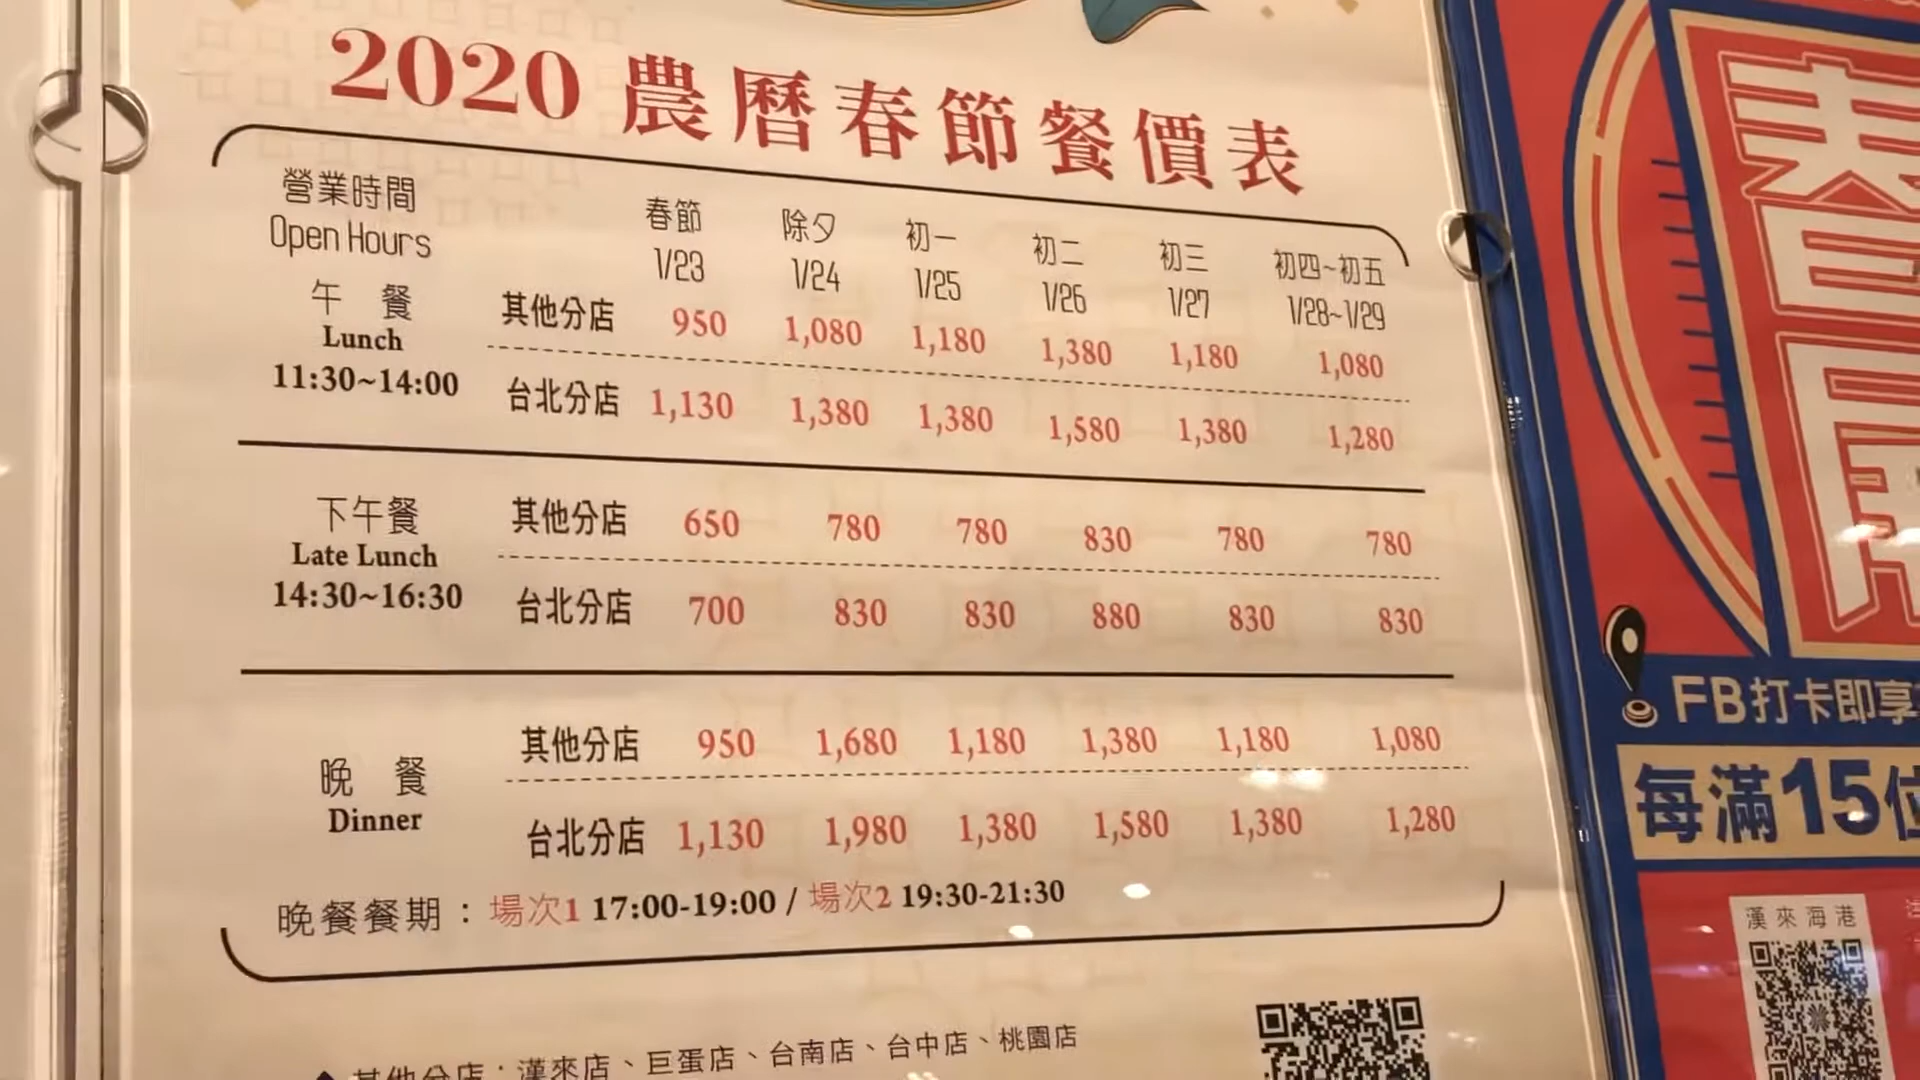 2020 農曆春節餐價表
營業時間
Open Hours
春節 除夕 初一 初二 初三 初四~初五
1/23 1/24 1/25 1/26 1/27 1/28~1/29
午 餐
Lunch
11:30~14:00
其他分店 950 1,080 1,180 1,380 1,180 1,080
台北分店 1,130 1,380 1,380 1,580 1,380 1,280
下午餐
Late Lunch
14:30~16:30
其他分店 650 780 780 830 780 780
台北分店 700 830 830 880 830 830
晚 餐
Dinner
其他分店 950 1,680 1,180 1,380 1,180 1,080
台北分店 1,130 1,980 1,380 1,580 1,380 1,280
晚餐餐期：場次1 17:00-19:00 / 場次2 19:30-21:30
其他分店：漢來店、巨蛋店、台南店、台中店、桃園店
春
FB打卡即享
每滿15位
漢來海港